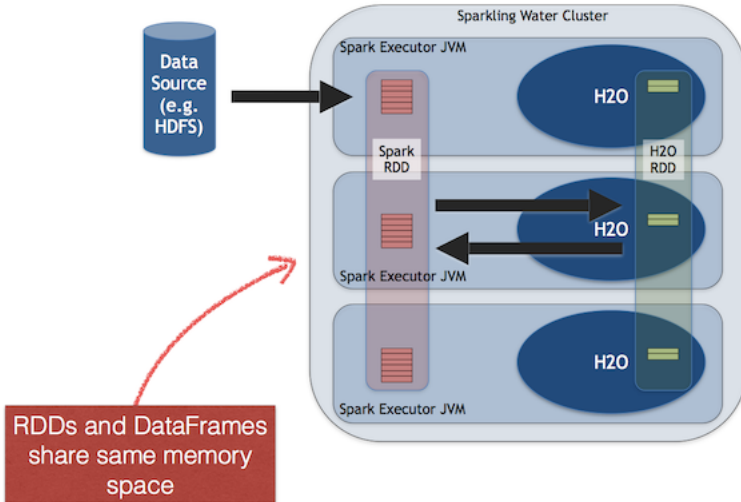 Sparkling Water Cluster
Data
Source
(e.g.
HDFS)
Spark Executor JVM
H2O
Spark
RDD
H2O
RDD
H2O
Spark Executor JVM
H2O
Spark Executor JVM
RDDs and DataFrames
share same memory
space